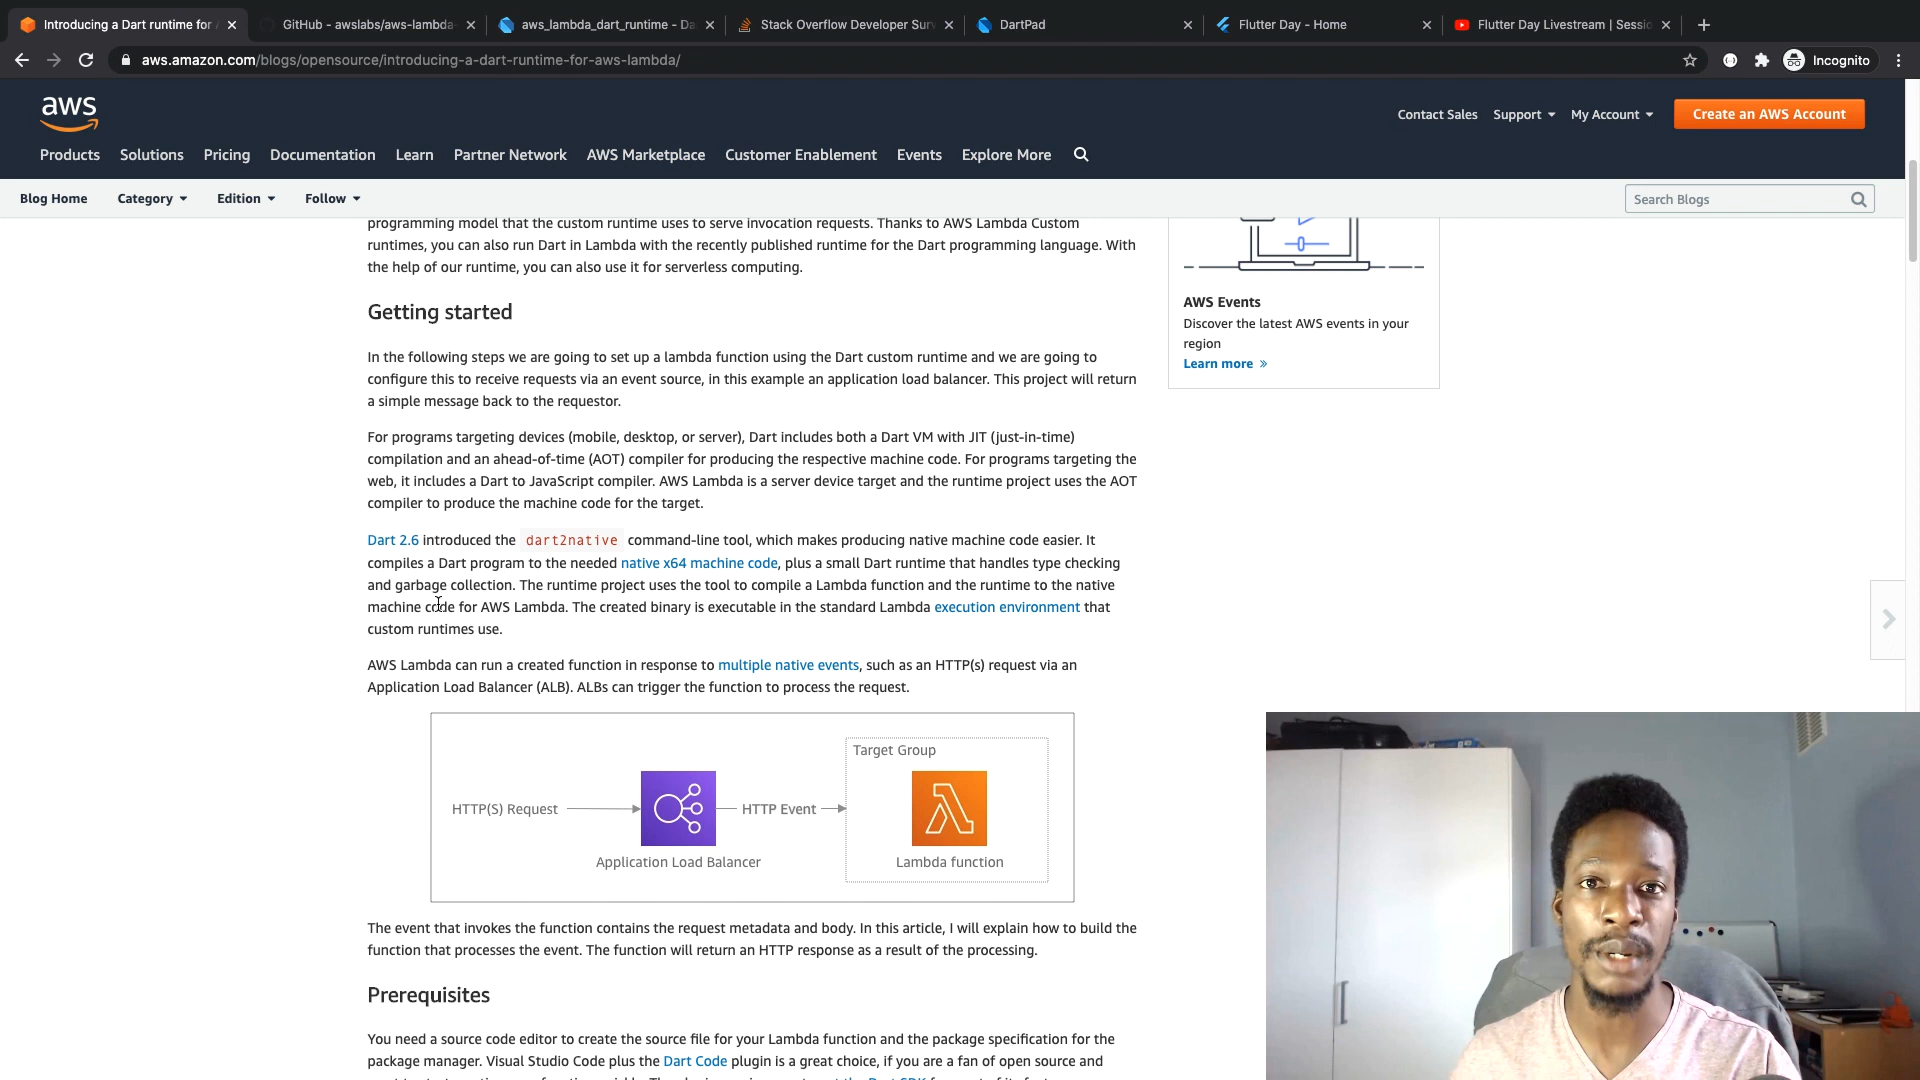 Introducing a Dart runtime for
GitHub - awslabs/aws-lambda-
aws_lambda_dart_runtime - Da
Stack Overflow Developer Surv
DartPad
Flutter Day - Home
Flutter Day Livestream | Sessio
aws.amazon.com/blogs/opensource/introducing-a-dart-runtime-for-aws-lambda/
Incognito
aws
Contact Sales Support My Account Create an AWS Account
Products Solutions Pricing Documentation Learn Partner Network AWS Marketplace Customer Enablement Events Explore More
Blog Home Category Edition Follow Search Blogs
programming model that the custom runtime uses to serve invocation requests. Thanks to AWS Lambda Custom
runtimes, you can also run Dart in Lambda with the recently published runtime for the Dart programming language. With
the help of our runtime, you can also use it for serverless computing.
AWS Events
Discover the latest AWS events in your
region
Learn more »
Getting started
In the following steps we are going to set up a lambda function using the Dart custom runtime and we are going to
configure this to receive requests via an event source, in this example an application load balancer. This project will return
a simple message back to the requestor.
For programs targeting devices (mobile, desktop, or server), Dart includes both a Dart VM with JIT (just-in-time)
compilation and an ahead-of-time (AOT) compiler for producing the respective machine code. For programs targeting the
web, it includes a Dart to JavaScript compiler. AWS Lambda is a server device target and the runtime project uses the AOT
compiler to produce the machine code for the target.
Dart 2.6 introduced the dart2native command-line tool, which makes producing native machine code easier. It
compiles a Dart program to the needed native x64 machine code, plus a small Dart runtime that handles type checking
and garbage collection. The runtime project uses the tool to compile a Lambda function and the runtime to the native
machine code for AWS Lambda. The created binary is executable in the standard Lambda execution environment that
custom runtimes use.
AWS Lambda can run a created function in response to multiple native events, such as an HTTP(s) request via an
Application Load Balancer (ALB). ALBs can trigger the function to process the request.
Target Group
HTTP(S) Request
HTTP Event
Application Load Balancer
Lambda function
The event that invokes the function contains the request metadata and body. In this article, I will explain how to build the
function that processes the event. The function will return an HTTP response as a result of the processing.
Prerequisites
You need a source code editor to create the source file for your Lambda function and the package specification for the
package manager. Visual Studio Code plus the Dart Code plugin is a great choice, if you are a fan of open source and